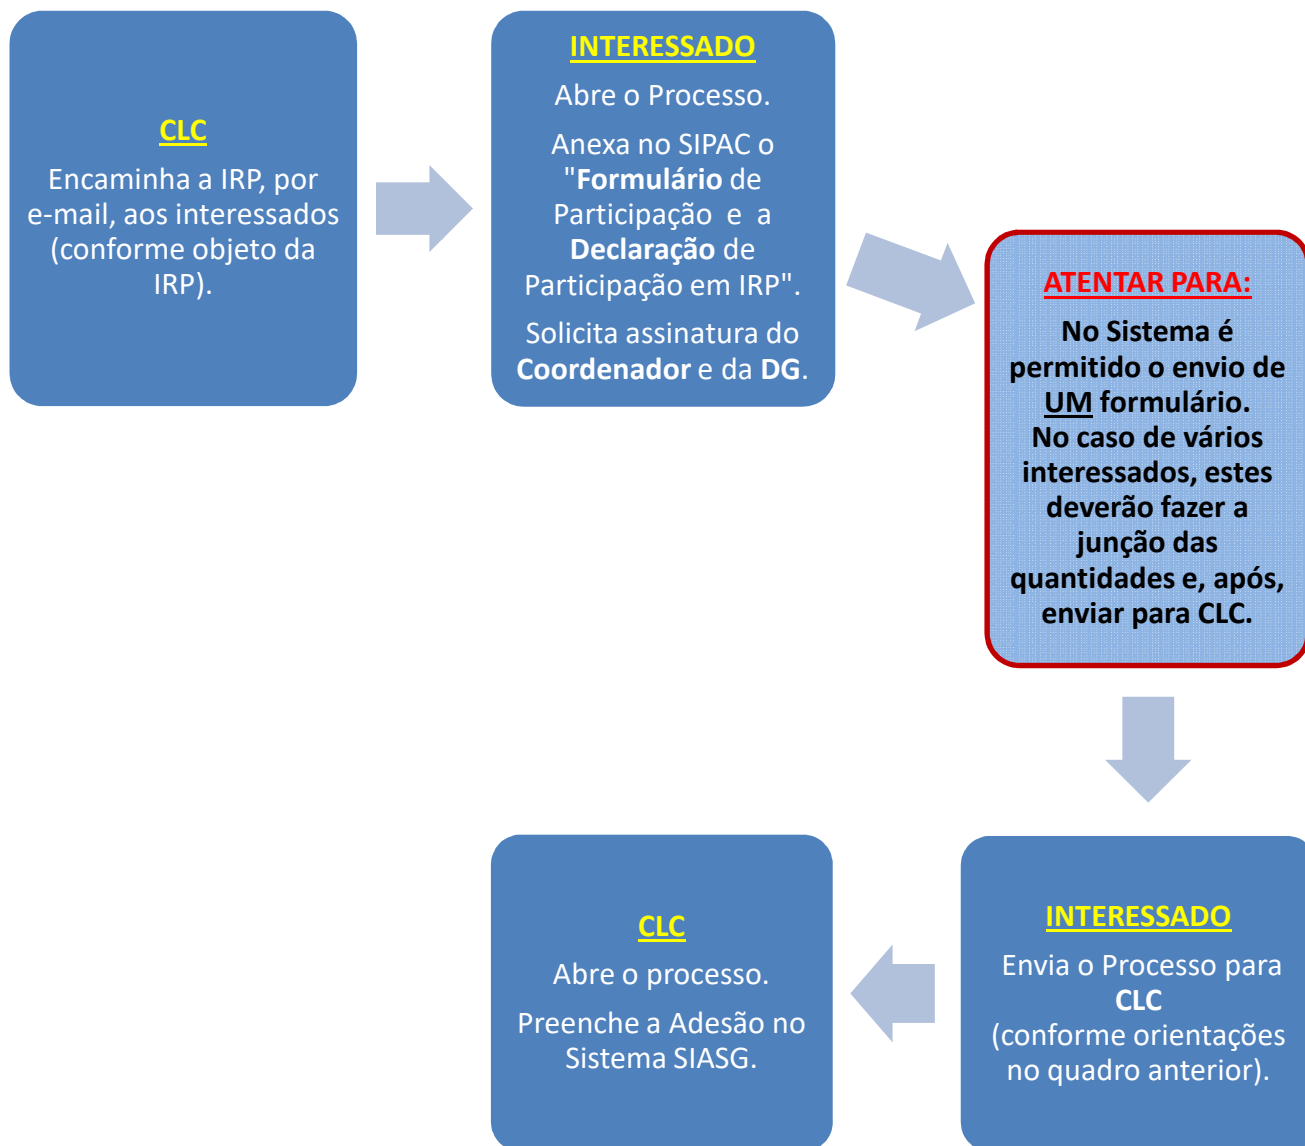 CLC
Encaminha a IRP, por
e-mail, aos interessados
(conforme objeto da
IRP).
INTERESSADO
Abre o Processo.
Anexa no SIPAC o
"Formulário de
Participação e a
Declaração de
Participação em IRP".
Solicita assinatura do
Coordenador e da DG.
ATENTAR PARA:
No Sistema é
permitido o envio de
UM formulário.
No caso de vários
interessados, estes
deverão fazer a
junção das
quantidades e, após,
enviar para CLC.
INTERESSADO
Envia o Processo para
CLC
(conforme orientações
no quadro anterior).
CLC
Abre o processo.
Preenche a Adesão no
Sistema SIASG.